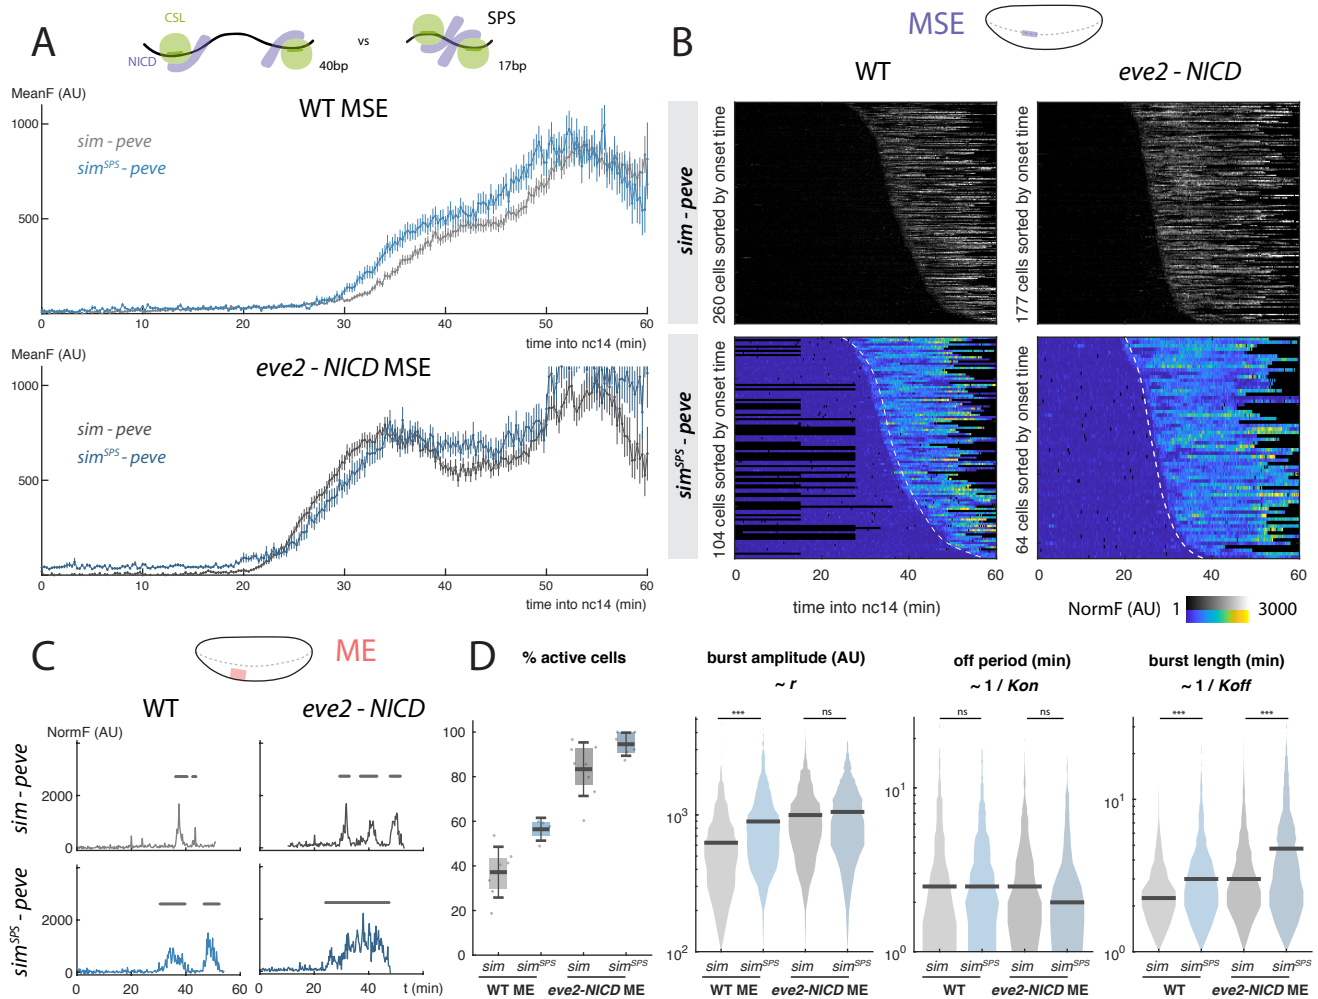 A
CSL
NICD
40bp
vs
SPS
17bp
MeanF (AU)
WT MSE
1000
500
sim - peve
simSPS - peve
0 10 20 30 40 50 60
time into nc14 (min)
MeanF (AU)
eve2 - NICD MSE
1000
500
sim - peve
simSPS - peve
0 10 20 30 40 50 60
time into nc14 (min)
B
MSE
WT
eve2 - NICD
sim - peve
260 cells sorted by onset time
177 cells sorted by onset time
simSPS - peve
104 cells sorted by onset time
64 cells sorted by onset time
0 20 40 60
0 20 40 60
time into nc14 (min)
NormF (AU) 1 3000
C
ME
WT
eve2 - NICD
NormF (AU)
sim - peve
2000
0
simSPS - peve
2000
0
0 20 40 60
0 20 40 t (min)
D
% active cells
100
80
60
40
20
0
sim simSPS sim simSPS
WT ME eve2-NICD ME
burst amplitude (AU)
~ r
*** ns
10³
10²
sim simSPS sim simSPS
WT ME eve2-NICD ME
off period (min)
~ 1 / Kon
ns ns
10¹
10⁰
sim simSPS sim simSPS
WT eve2-NICD ME
burst length (min)
~ 1 / Koff
*** ***
10¹
10⁰
sim simSPS sim simSPS
WT eve2-NICD ME